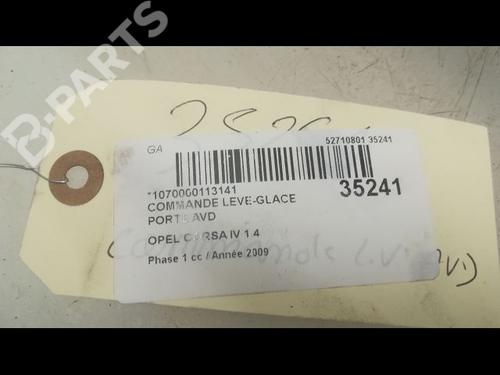 B-PARTS
GA
52710801 35241
*1070000113141
35241
COMMANDE LEVE-GLACE
PORTE AVD
OPEL CORSA IV 1 4
Phase 1 cc / Année 2009